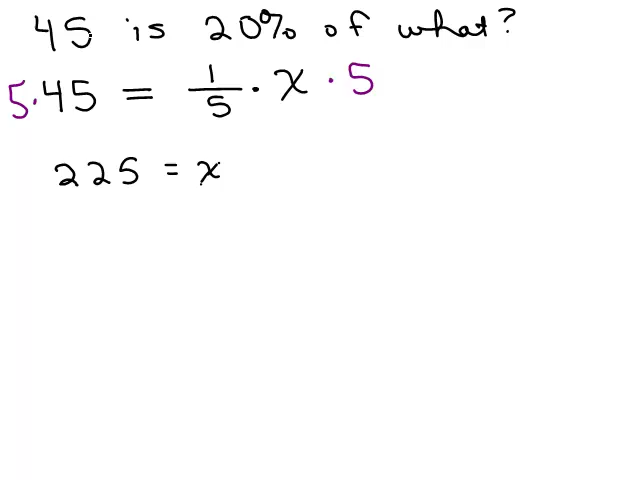 45 is 20% of what?
5·45 = 1/5 · x · 5
225 = x